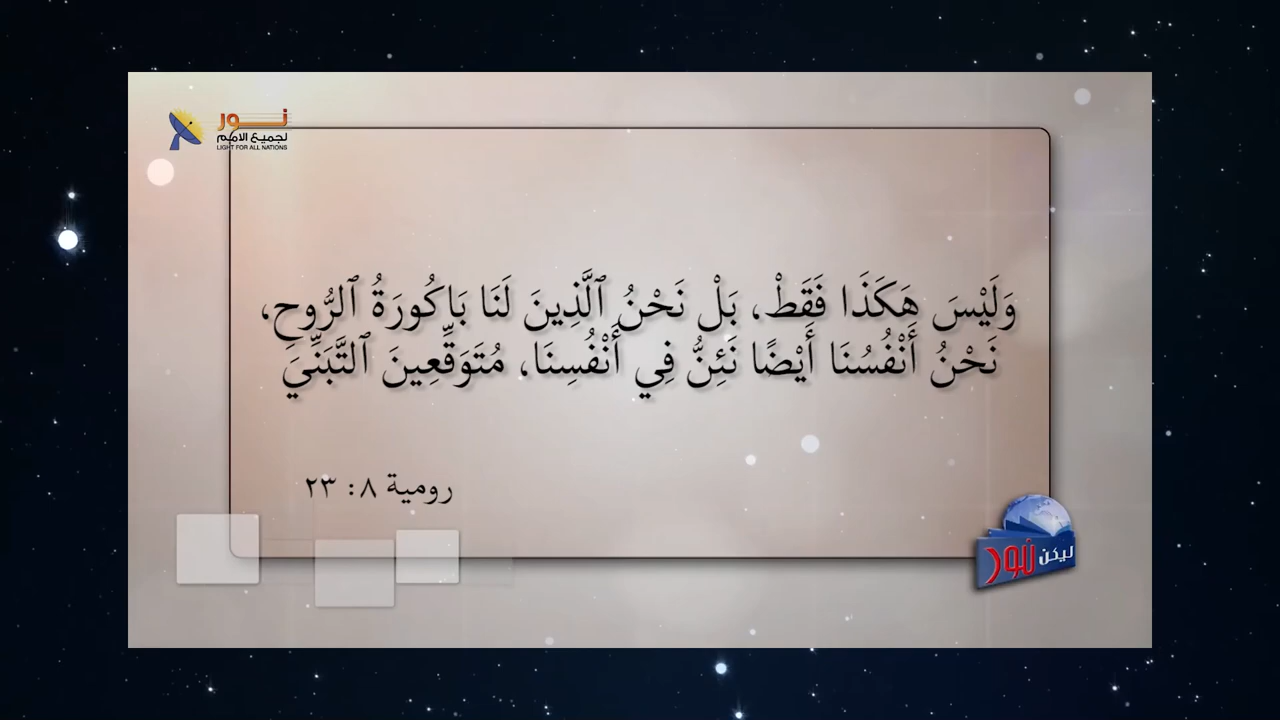 نور
لجميع الامم
LIGHT FOR ALL NATIONS
وَلَيْسَ هَكَذَا فَقَطْ، بَلْ نَحْنُ ٱلَّذِينَ لَنَا بَاكُورَةُ ٱلرُّوحِ،
نَحْنُ أَنْفُسُنَا أَيْضًا نَئِنُّ فِي أَنْفُسِنَا، مُتَوَقِّعِينَ ٱلتَّبَنِّيَ
رومية ٨: ٢٣
ليكن نور